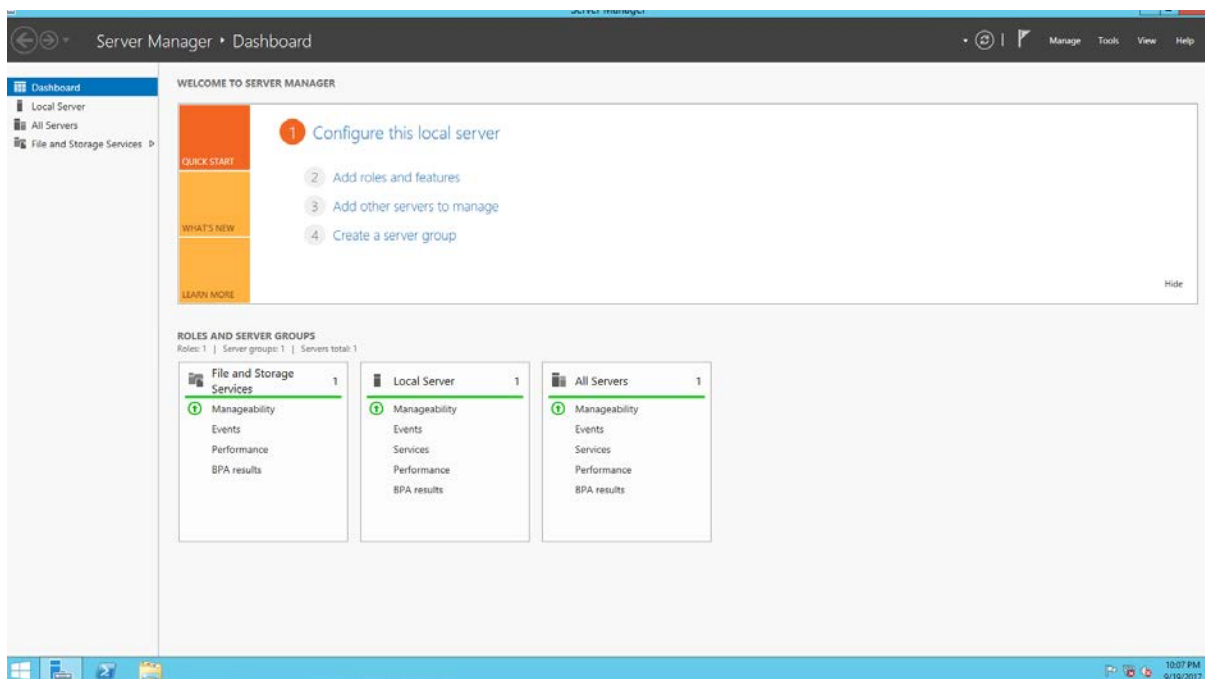 Server Manager
Server Manager • Dashboard
Manage Tools View Help
Dashboard
Local Server
All Servers
File and Storage Services
WELCOME TO SERVER MANAGER
QUICK START
WHAT'S NEW
LEARN MORE
1 Configure this local server
2 Add roles and features
3 Add other servers to manage
4 Create a server group
Hide
ROLES AND SERVER GROUPS
Roles: 1 | Server groups: 1 | Servers total: 1
File and Storage
Services 1
Manageability
Events
Performance
BPA results
Local Server 1
Manageability
Events
Services
Performance
BPA results
All Servers 1
Manageability
Events
Services
Performance
BPA results
10:07 PM
9/19/2017